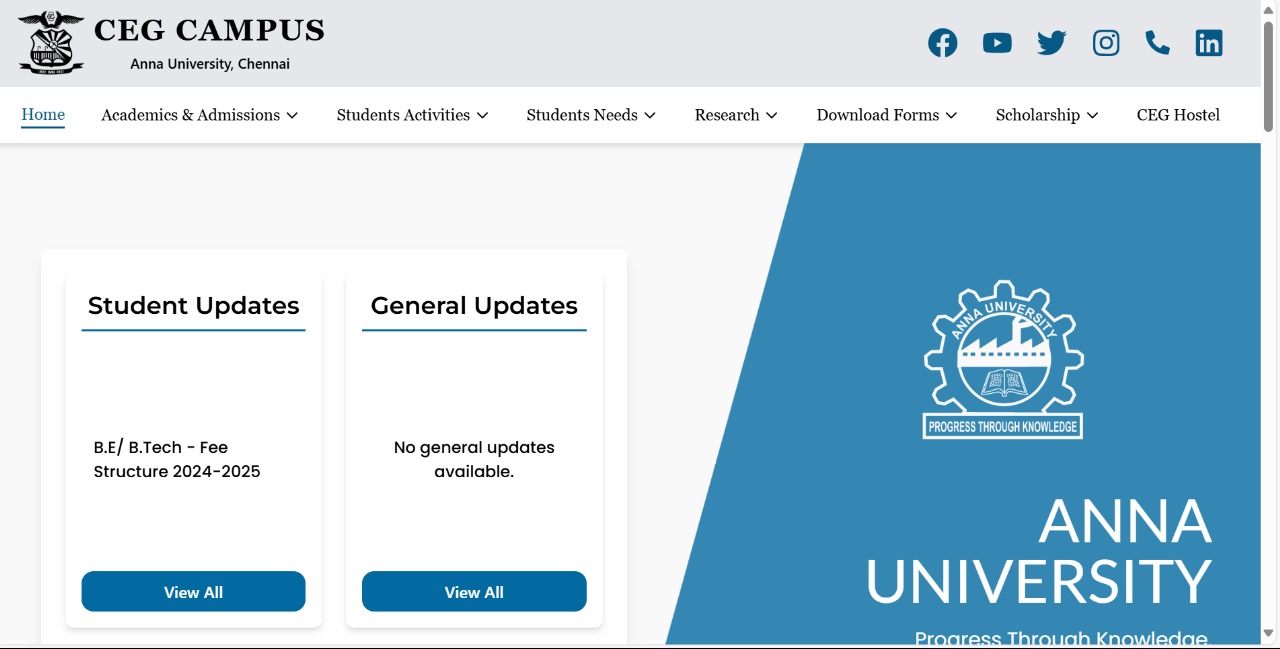 CEG CAMPUS
Anna University, Chennai
Home Academics & Admissions Students Activities Students Needs Research Download Forms Scholarship CEG Hostel
Student Updates
B.E/ B.Tech - Fee
Structure 2024-2025
View All
General Updates
No general updates
available.
View All
ANNA UNIVERSITY
PROGRESS THROUGH KNOWLEDGE
ANNA
UNIVERSITY
Progress Through Knowledge.